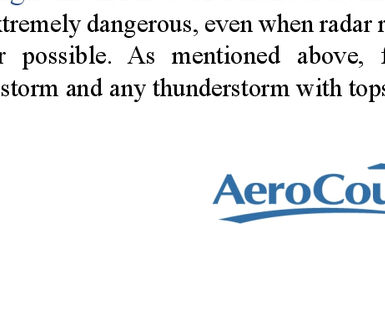 xtremely dangerous, even when radar r
r possible. As mentioned above, f
storm and any thunderstorm with tops
AeroCou